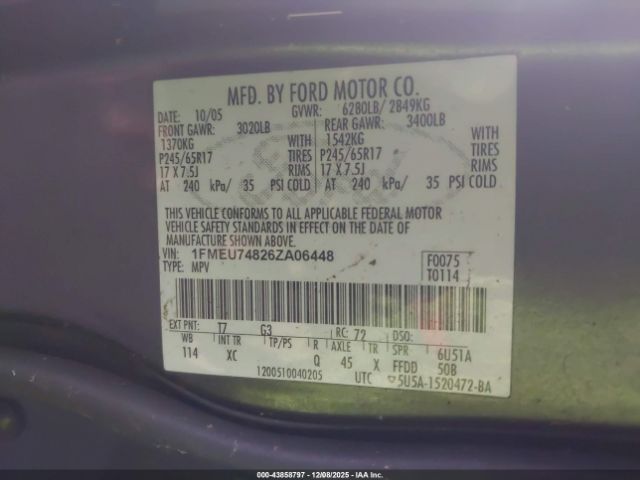 MFD. BY FORD MOTOR CO.
DATE: 10/05 GVWR: 6280LB/ 2849KG
FRONT GAWR: 3020LB REAR GAWR: 3400LB
1370KG WITH 1542KG WITH
P245/65R17 TIRES P245/65R17 TIRES
17 X 7.5J RIMS 17 X 7.5J RIMS
AT 240 kPa/ 35 PSI COLD AT 240 kPa/ 35 PSI COLD
THIS VEHICLE CONFORMS TO ALL APPLICABLE FEDERAL MOTOR
VEHICLE SAFETY STANDARDS IN EFFECT ON THE DATE OF
MANUFACTURE SHOWN ABOVE.
VIN: 1FMEU74826ZA06448 F0075
TYPE: MPV T0114
EXT PNT: T7 G3 RC: 72 DSO:
WB INT TR TP/PS R AXLE TR SPR 6U51A
114 XC Q 45 X FFDD 50B
1200510040205 UTC ▽5U5A-1520472-BA
000-43858797 - 12/08/2025 - IAA Inc.